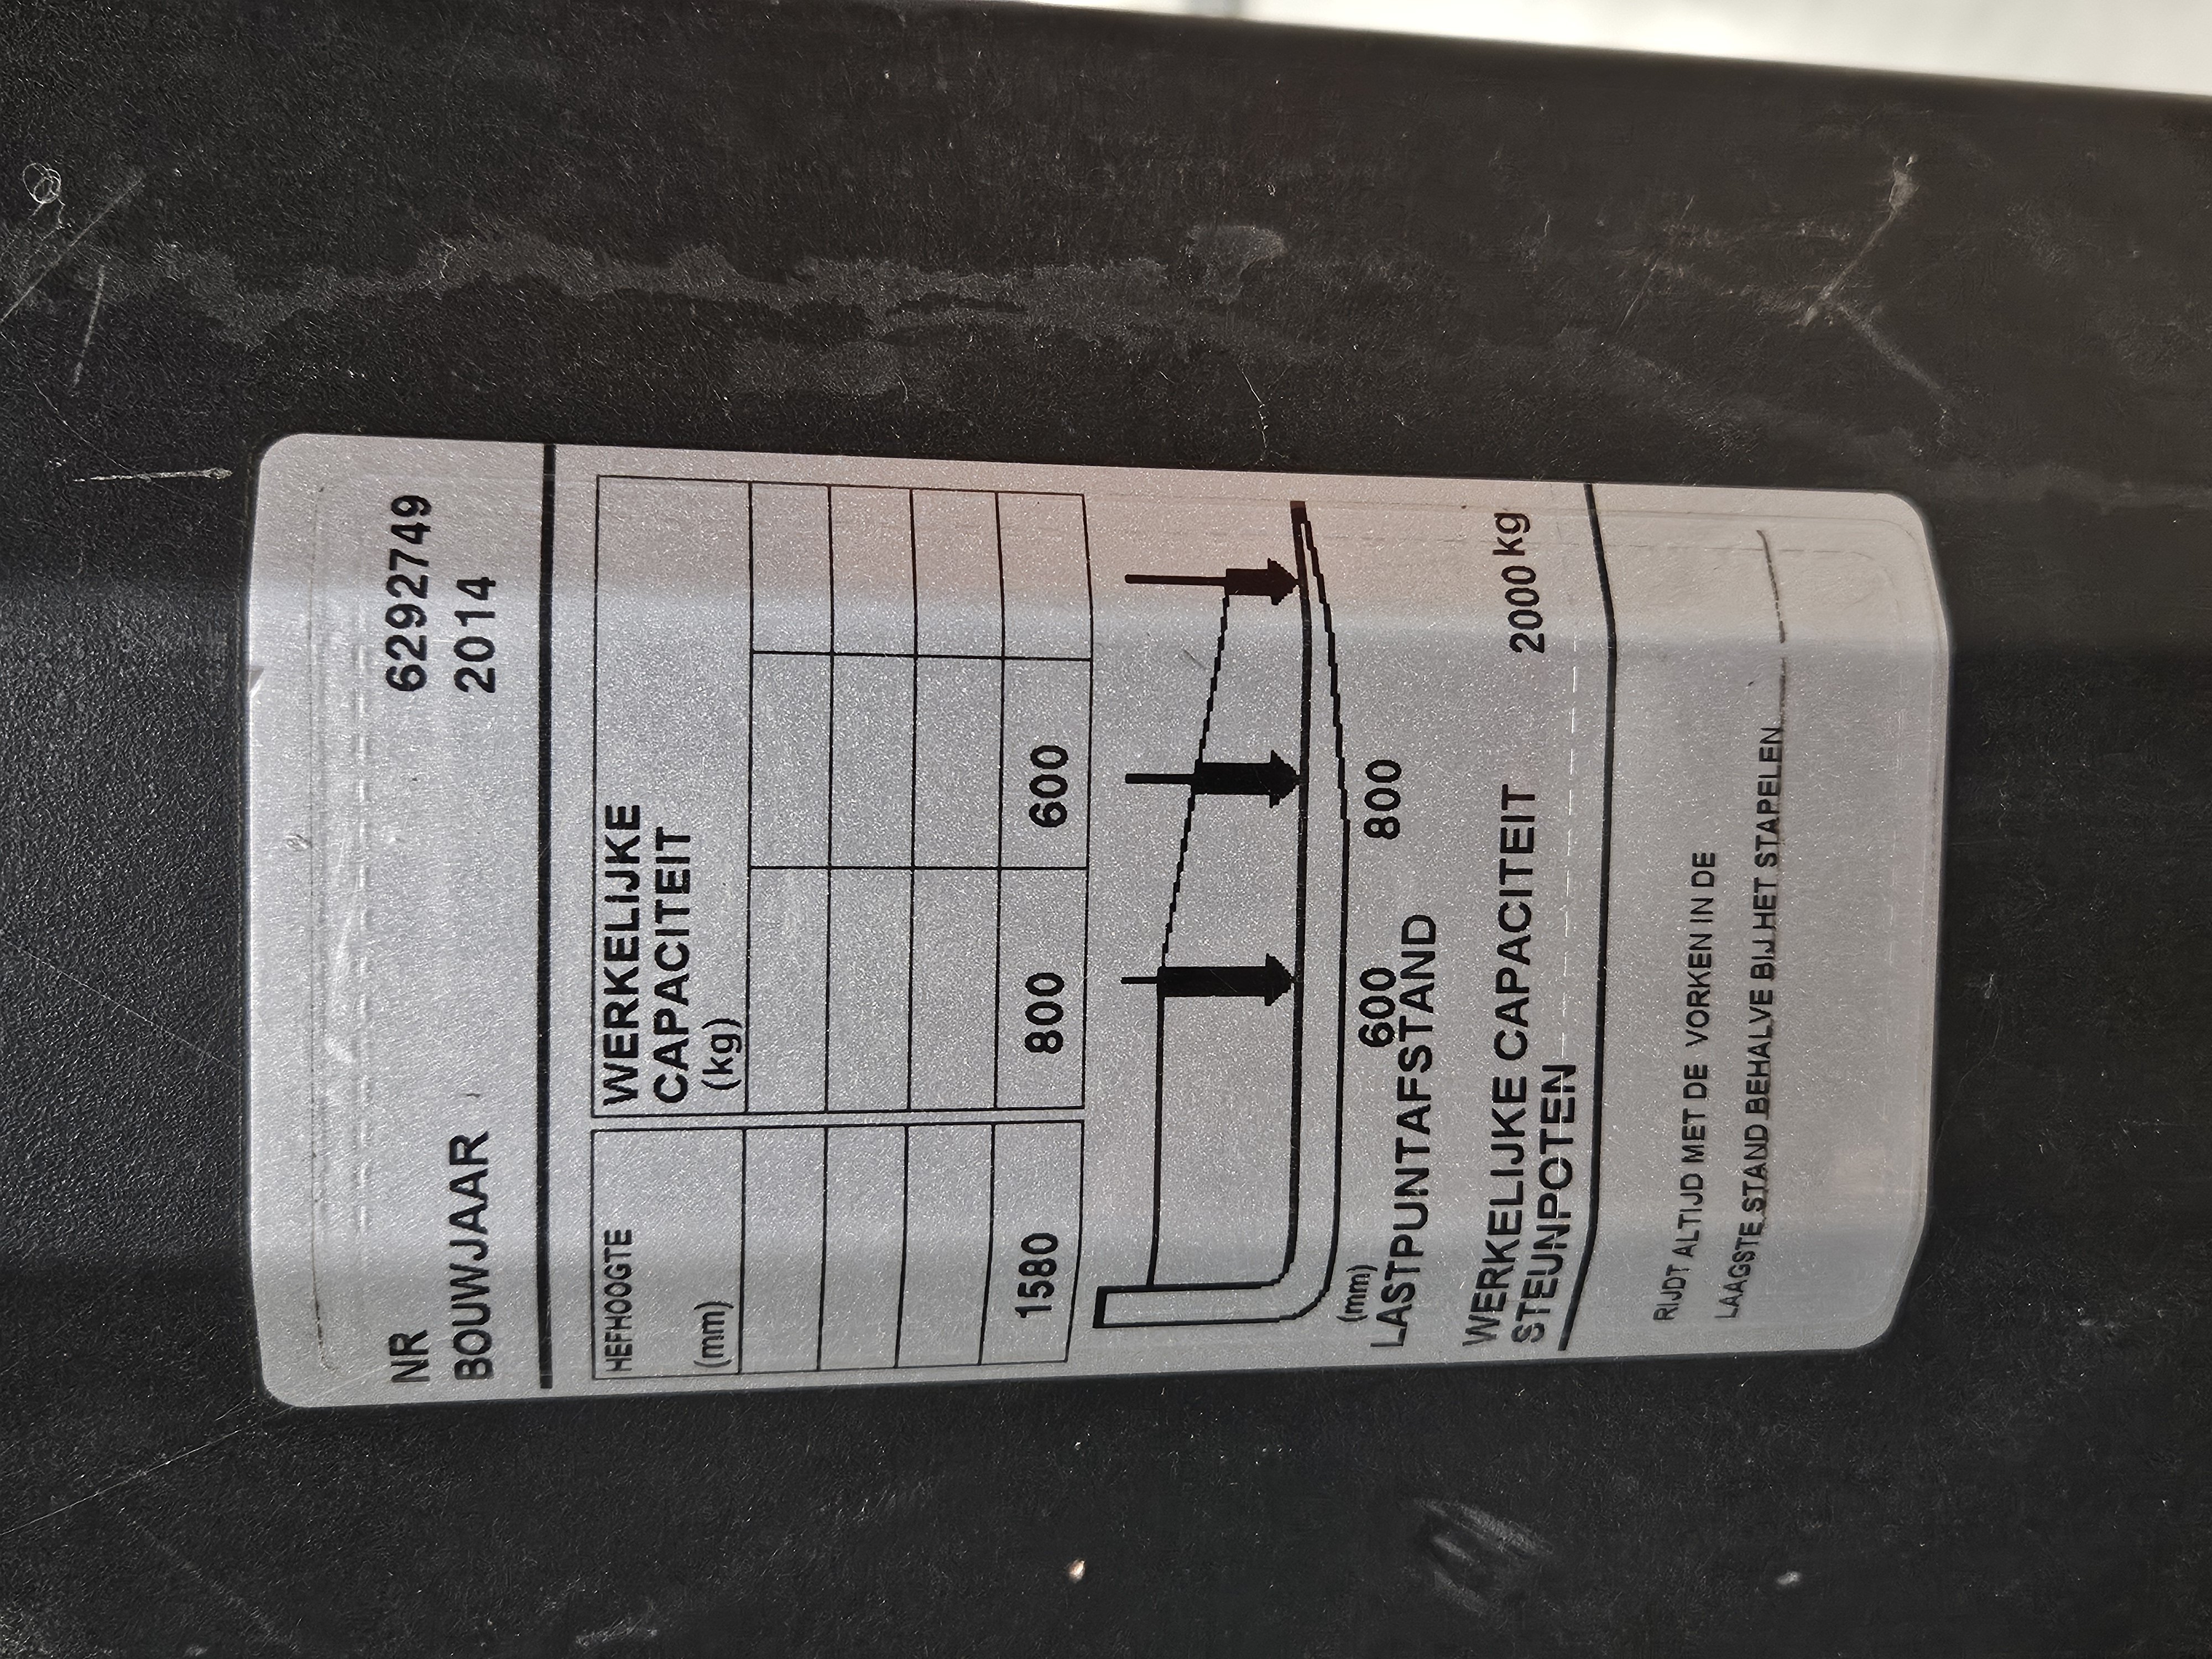 NR 6292749
BOUWJAAR 2014
HEFHOOGTE
(mm)
WERKELIJKE
CAPACITEIT
(kg)
1580 800 600
(mm) 600 800
LASTPUNTAFSTAND
WERKELIJKE CAPACITEIT 2000 kg
STEUNPOTEN
RIJDT ALTIJD MET DE VORKEN IN DE
LAAGSTE STAND BEHALVE BIJ HET STAPELEN